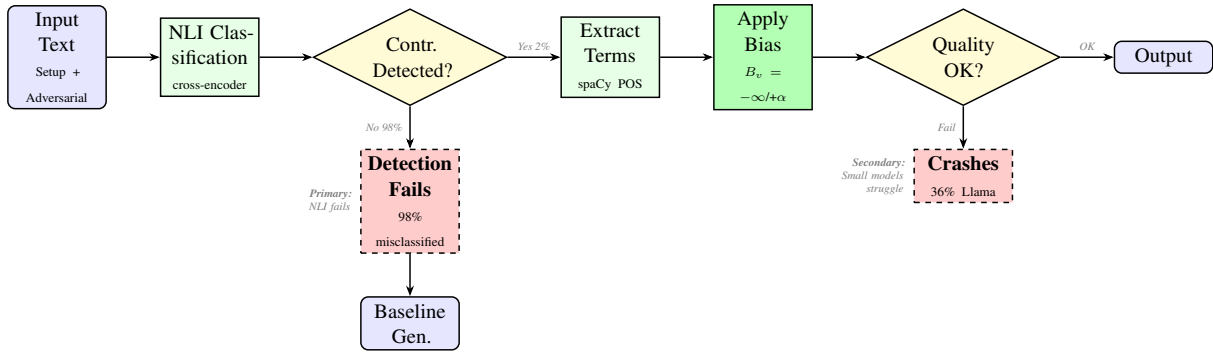 Input
Text
Setup +
Adversarial
NLI Clas-
sification
cross-encoder
Contr.
Detected?
Yes 2%
Extract
Terms
spaCy POS
Apply
Bias
B_v =
−∞/+α
Quality
OK?
OK
Output
No 98%
Fail
Primary:
NLI fails
Detection
Fails
98%
misclassified
Secondary:
Small models
struggle
Crashes
36% Llama
Baseline
Gen.